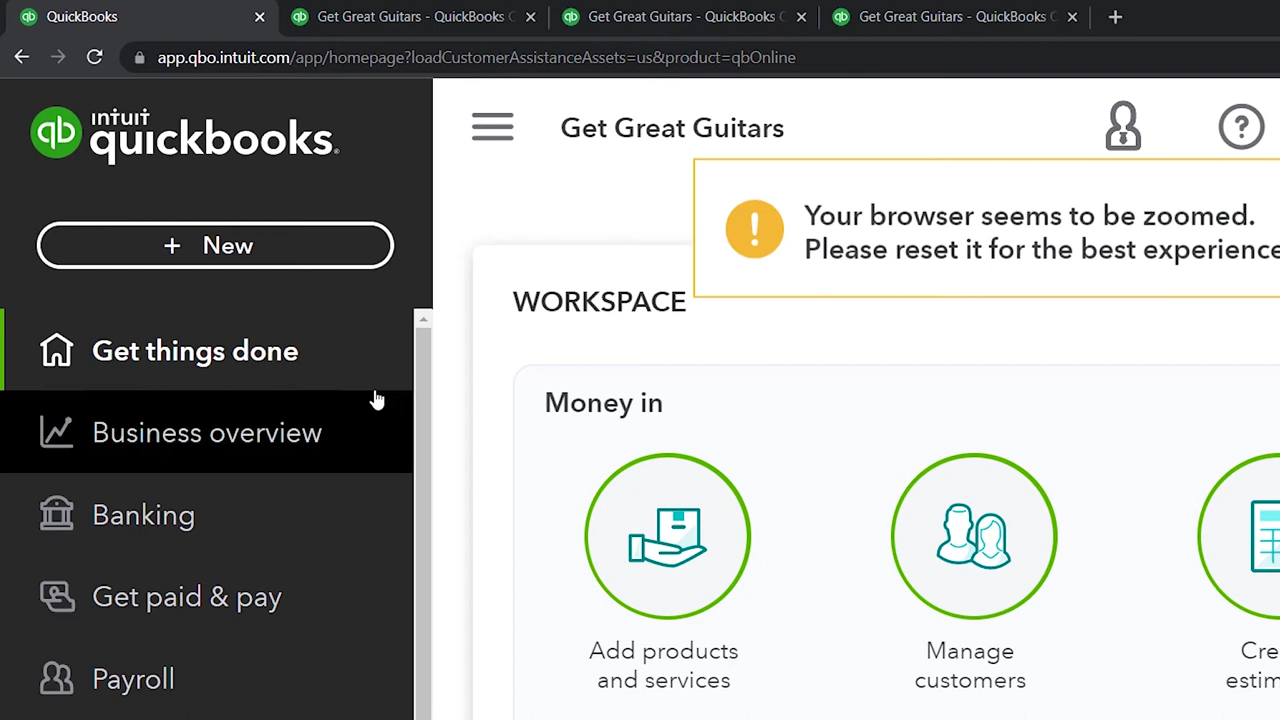 QuickBooks
Get Great Guitars - QuickBooks
Get Great Guitars - QuickBooks
Get Great Guitars - QuickBooks
app.qbo.intuit.com/app/homepage?loadCustomerAssistanceAssets=us&product=qbOnline
intuit
quickbooks.
Get Great Guitars
+ New
Your browser seems to be zoomed.
Please reset it for the best experience
WORKSPACE
Get things done
Business overview
Banking
Get paid & pay
Payroll
Money in
Add products
and services
Manage
customers
Cre
estim